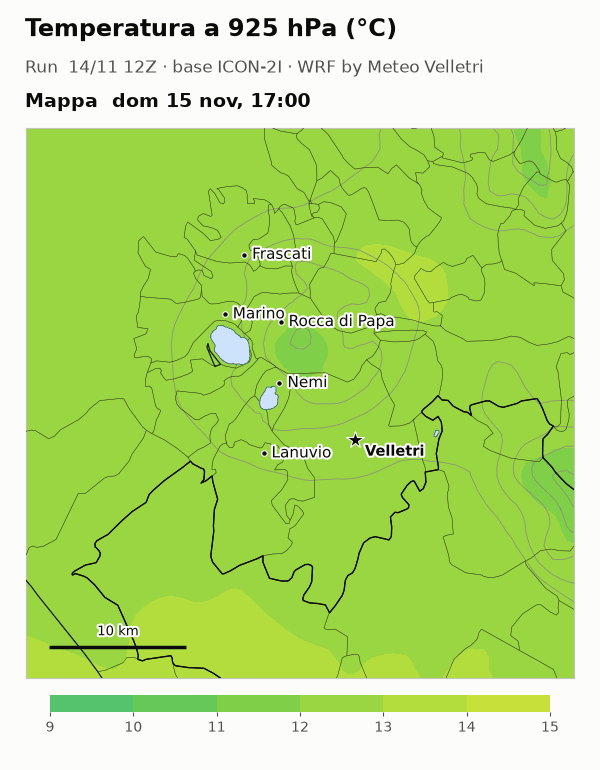 Temperatura a 925 hPa (°C)
Run  14/11 12Z · base ICON-2I · WRF by Meteo Velletri
Mappa  dom 15 nov, 17:00
Frascati
Marino
Rocca di Papa
Nemi
Velletri
Lanuvio
10 km
9 10 11 12 13 14 15